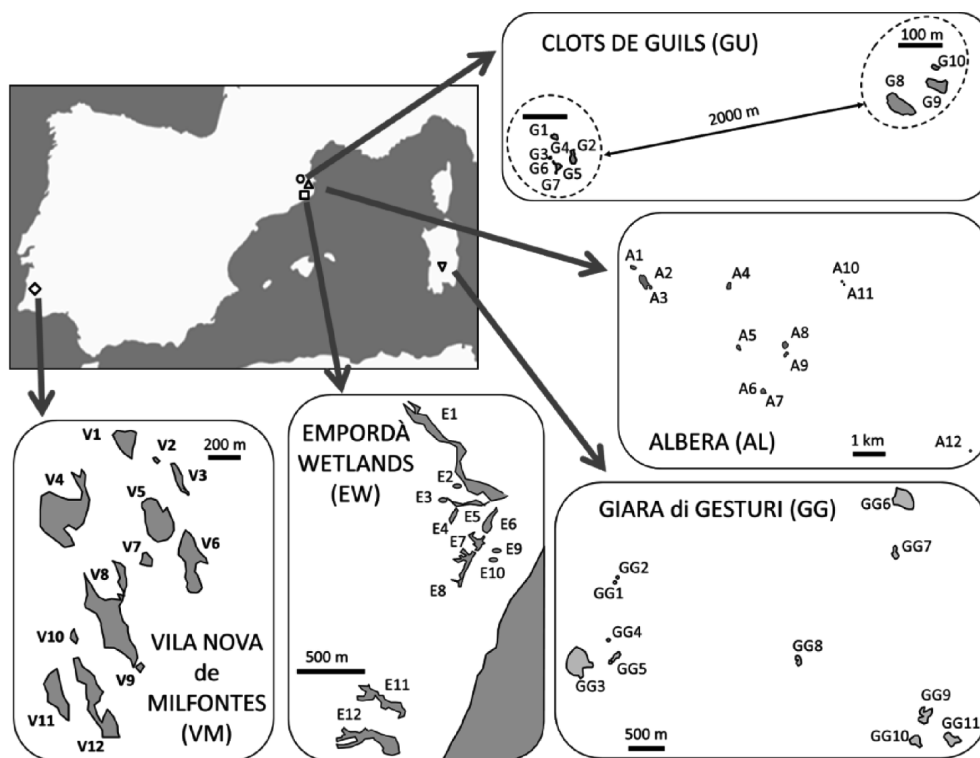 CLOTS DE GUILS (GU)
100 m
G10
G8
G9
2000 m
G1
G4
G2
G3
G6
G5
G7
A1
A2
A3
A4
A10
A11
A5
A8
A9
A6
A7
1 km
A12
ALBERA (AL)
V1
V2
200 m
V3
V4
V5
V6
V7
V8
V10
V9
V11
V12
VILA NOVA
de
MILFONTES
(VM)
EMPORDÀ
WETLANDS
(EW)
E1
E2
E3
E4
E5
E6
E7
E9
E10
E8
500 m
E11
E12
GIARA di GESTURI (GG)
GG6
GG7
GG2
GG1
GG4
GG5
GG3
GG8
GG9
GG10
GG11
500 m